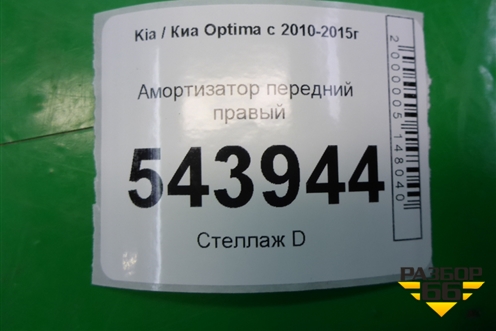 Kia / Киа Optima с 2010-2015г
Амортизатор передний
правый
543944
Стеллаж D
2000005148040
РАЗБОР
66